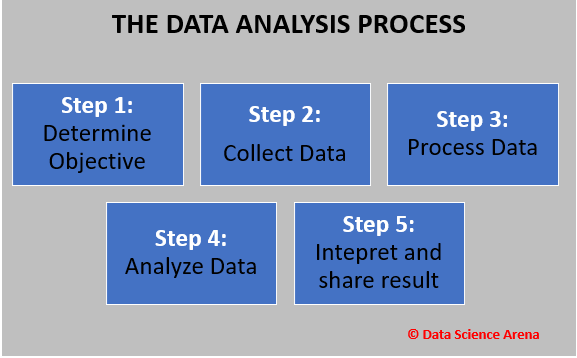 THE DATA ANALYSIS PROCESS
Step 1:
Determine
Objective
Step 2:
Collect Data
Step 3:
Process Data
Step 4:
Analyze Data
Step 5:
Intepret and
share result
© Data Science Arena